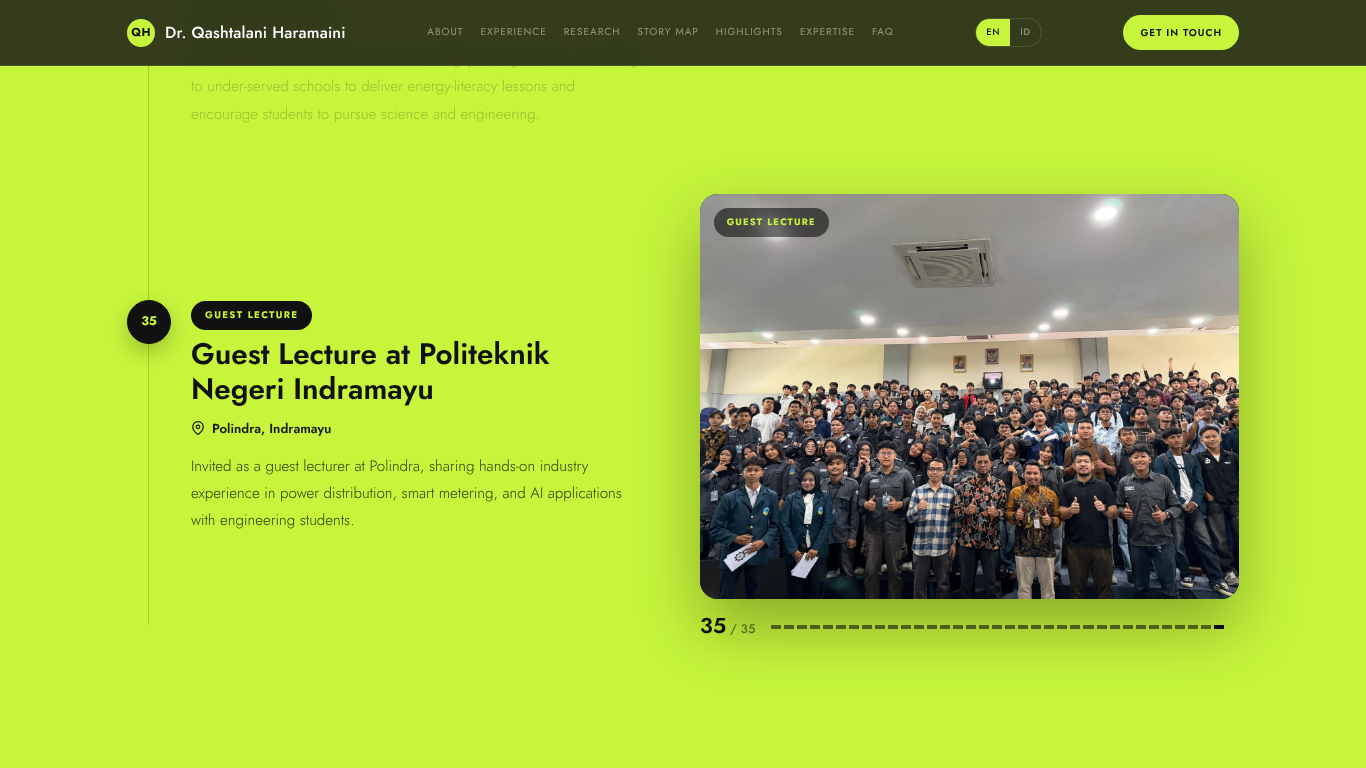 QH Dr. Qashtalani Haramaini
ABOUT EXPERIENCE RESEARCH STORY MAP HIGHLIGHTS EXPERTISE FAQ
EN ID
GET IN TOUCH
to under-served schools to deliver energy-literacy lessons and
encourage students to pursue science and engineering.
35
GUEST LECTURE
Guest Lecture at Politeknik
Negeri Indramayu
Polindra, Indramayu
Invited as a guest lecturer at Polindra, sharing hands-on industry
experience in power distribution, smart metering, and AI applications
with engineering students.
GUEST LECTURE
35 / 35